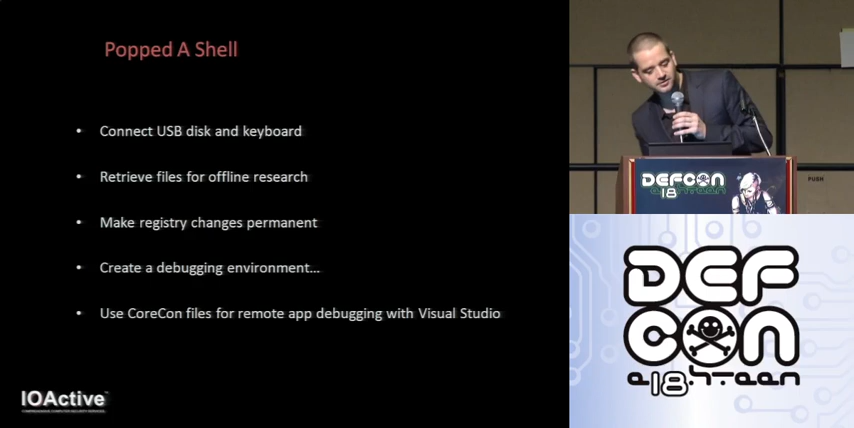 Popped A Shell
• Connect USB disk and keyboard
• Retrieve files for offline research
• Make registry changes permanent
• Create a debugging environment…
• Use CoreCon files for remote app debugging with Visual Studio
IOActive
DEFCON
18
PUSH
DEF
CON
18